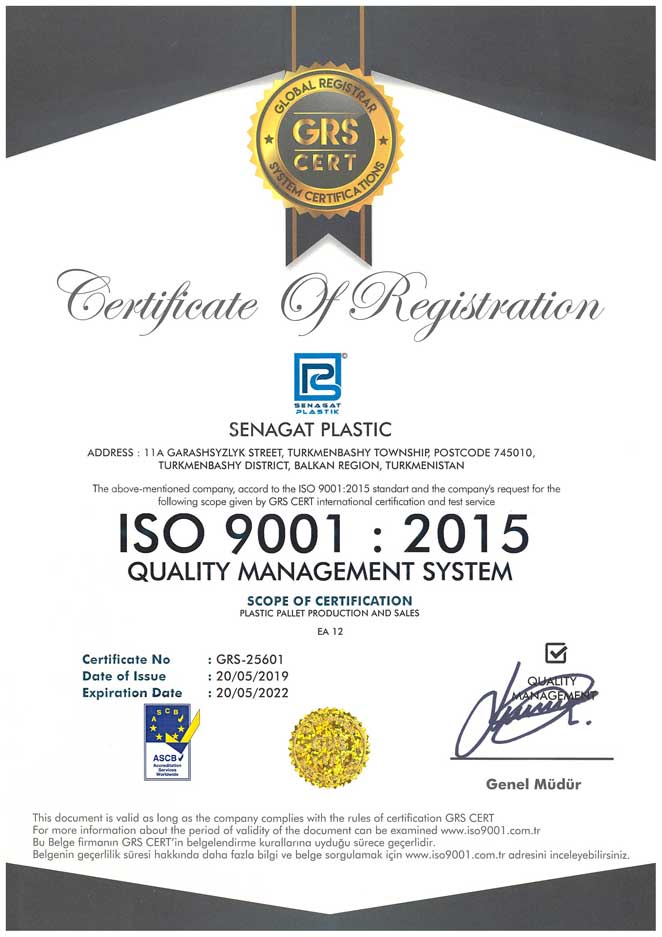 GLOBAL REGISTRAR
GRS
CERT
SYSTEM CERTIFICATIONS
Certificate Of Registration
PS
©
SENAGAT
PLASTIK
SENAGAT PLASTIC
ADDRESS : 11A GARASHSYZLYK STREET, TURKMENBASHY TOWNSHIP, POSTCODE 745010,
TURKMENBASHY DISTRICT, BALKAN REGION, TURKMENISTAN
The above-mentioned company, accord to the ISO 9001:2015 standart and the company's request for the
following scope given by GRS CERT international certification and test service
ISO 9001 : 2015
QUALITY MANAGEMENT SYSTEM
SCOPE OF CERTIFICATION
PLASTIC PALLET PRODUCTION AND SALES
EA 12
Certificate No : GRS-25601
Date of Issue : 20/05/2019
Expiration Date : 20/05/2022
ASCB
ASCB
Accreditation
Services
Worldwide
QUALITY
MANAGEMENT
Genel Müdür
This document is valid as long as the company complies with the rules of certification GRS CERT
For more information about the period of validity of the document can be examined www.iso9001.com.tr
Bu Belge firmanın GRS CERT'in belgelendirme kurallarına uyduğu sürece geçerlidir.
Belgenin geçerlilik süresi hakkında daha fazla bilgi ve belge sorgulamak için www.iso9001.com.tr adresini inceleyebilirsiniz.